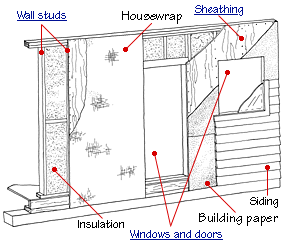 Sheathing
Wall studs
Housewrap
Siding
Building paper
Insulation
Windows and doors